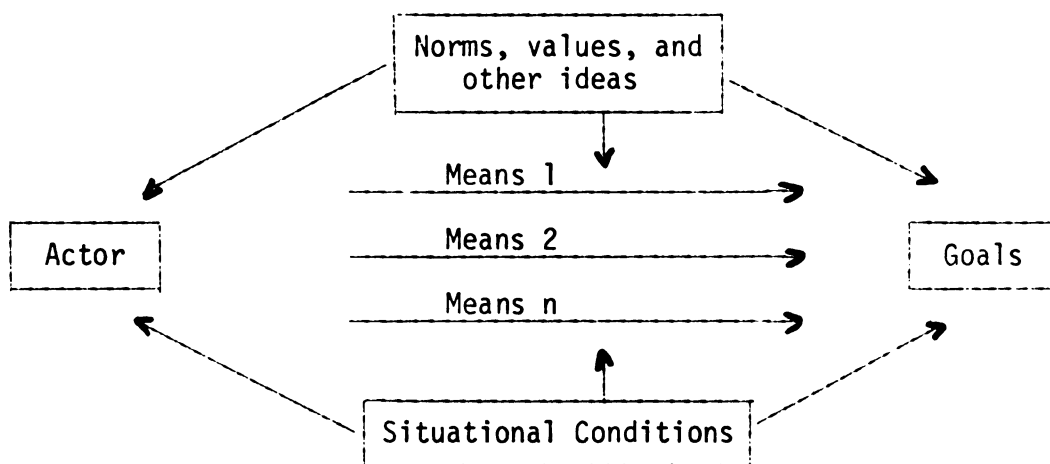 Norms, values, and
other ideas
Means 1
Means 2
Actor
Goals
Means n
Situational Conditions